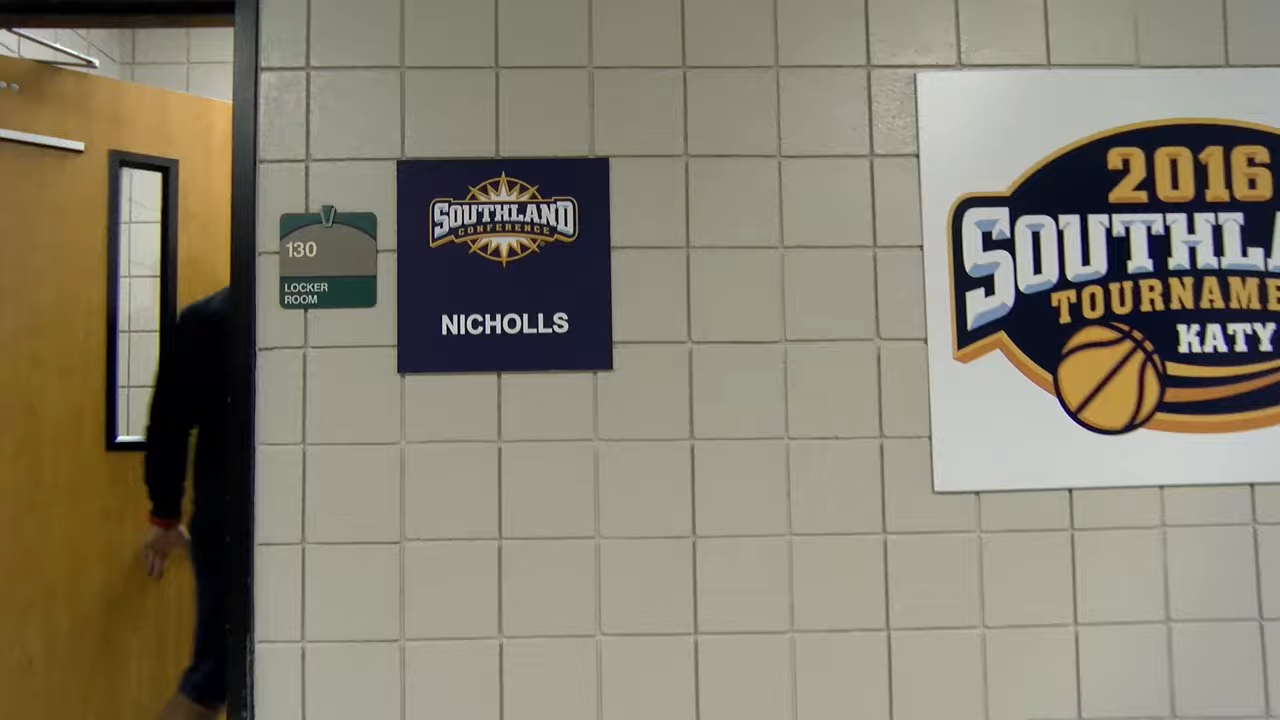 130
LOCKER
ROOM
SOUTHLAND
CONFERENCE
NICHOLLS
2016
SOUTHLA
TOURNAME
KATY